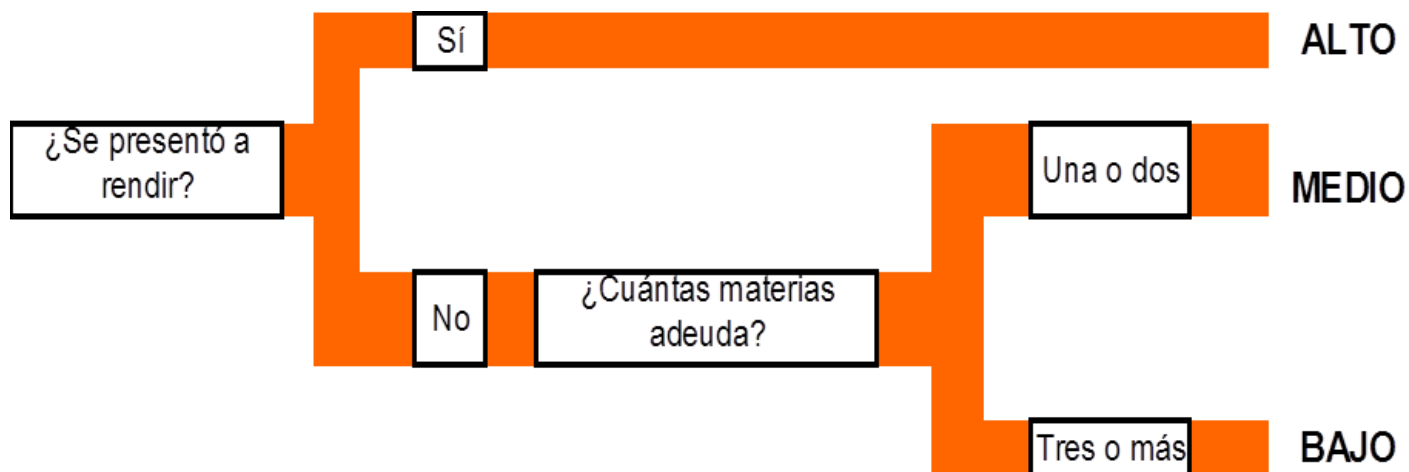 Sí
ALTO
¿Se presentó a
rendir?
Una o dos
MEDIO
No
¿Cuántas materias
adeuda?
Tres o más
BAJO